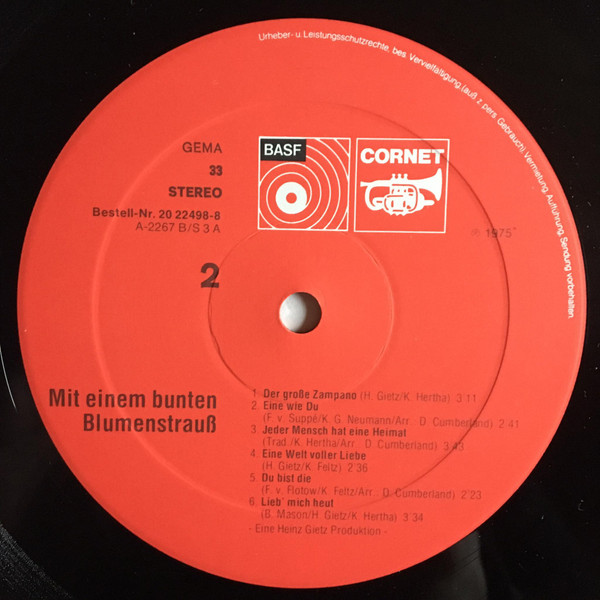 Urheber- u. Leistungsschutzrechte, bes. Vervielfältigung, (auß. z. pers. Gebrauch), Vermietung, Aufführung, Sendung vorbehalten.
GEMA
33
STEREO
Bestell-Nr. 20 22498-8
A-2267 B/S 3 A
BASF
CORNET
℗ 1975
2
Mit einem bunten
Blumenstrauß
1. Der große Zampano (H. Gietz/K. Hertha) 3'11
2. Eine wie Du
(F. v. Suppè/K. G. Neumann/Arr.: D. Cumberland) 2'41
3. Jeder Mensch hat eine Heimat
(Trad./K. Hertha/Arr.: D. Cumberland) 3'43
4. Eine Welt voller Liebe
(H. Gietz/K. Feltz) 2'36
5. Du bist die
(F. v. Flotow/K. Feltz/Arr.: D. Cumberland) 2'23
6. Lieb' mich heut
(B. Mason/H. Gietz/K. Hertha) 3'34
- Eine Heinz Gietz Produktion -